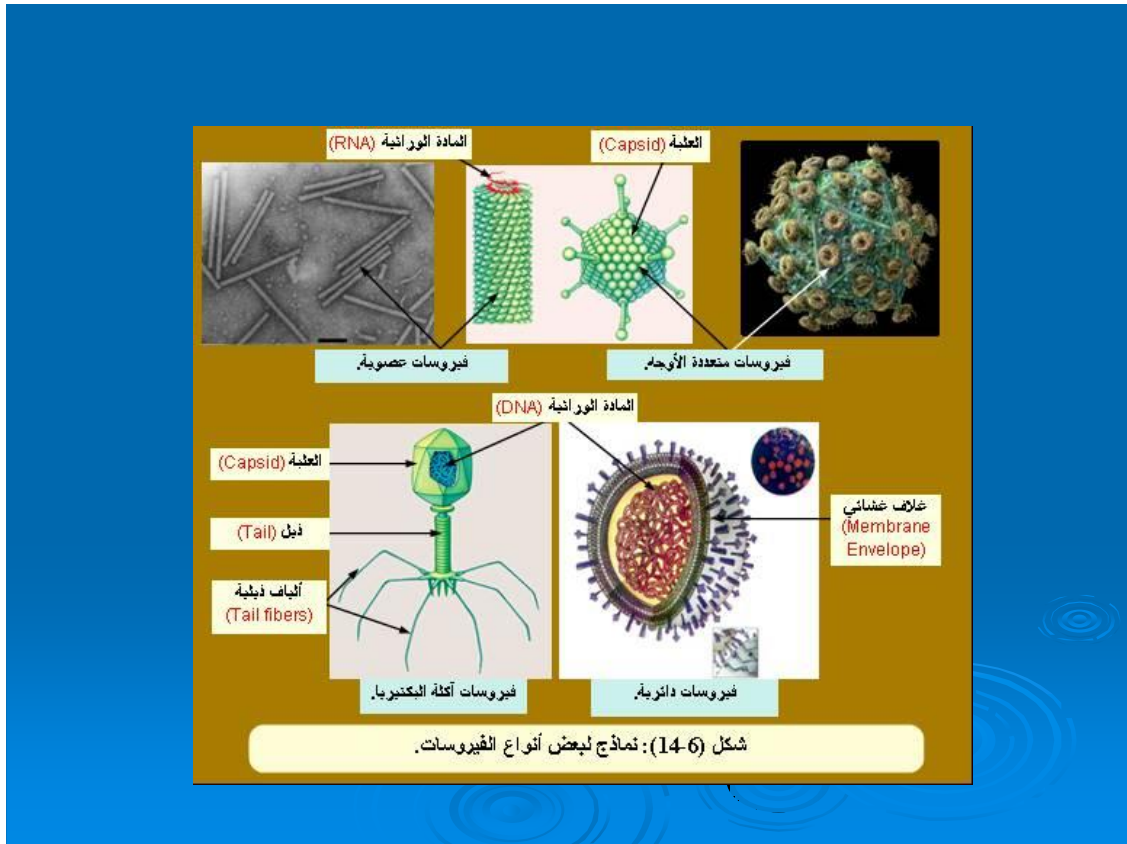 المادة الوراثية (RNA)
العلبة (Capsid)
فيروسات عصوية.
فيروسات متعددة الأوجه.
المادة الوراثية (DNA)
العلبة (Capsid)
ذيل (Tail)
ألياف ذيلية
(Tail fibers)
غلاف غشائي
(Membrane
Envelope)
فيروسات آكلة البكتيريا.
فيروسات دائرية.
شكل (6-14): نماذج لبعض أنواع الفيروسات.